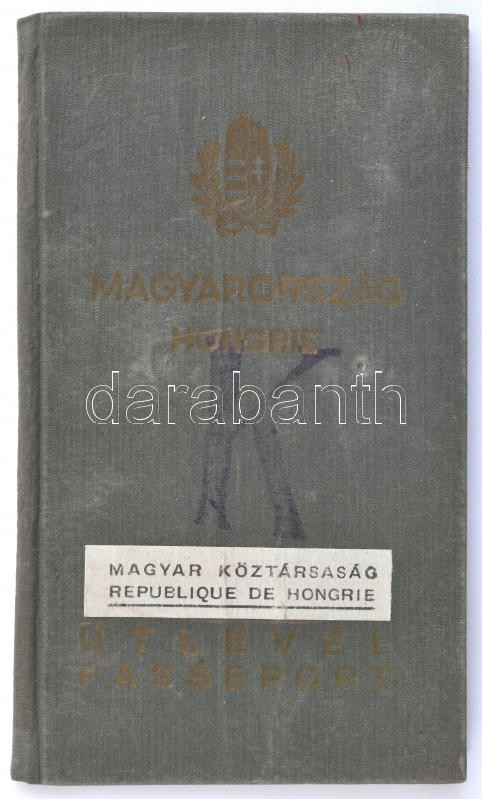 MAGYARORSZÁG
HONGRIE
darabanth
K
MAGYAR KÖZTÁRSASÁG
REPUBLIQUE DE HONGRIE
ÚTLEVÉL
PASSEPORT